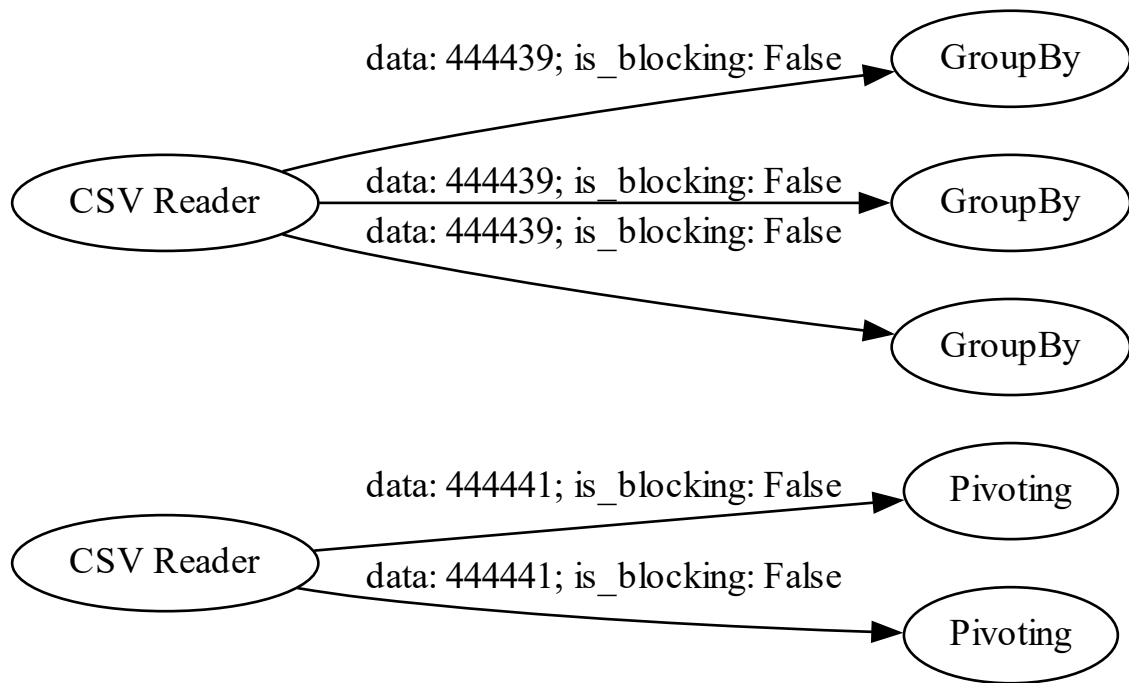 data: 444439; is_blocking: False
GroupBy
CSV Reader
data: 444439; is_blocking: False
GroupBy
data: 444439; is_blocking: False
GroupBy
data: 444441; is_blocking: False
Pivoting
CSV Reader
data: 444441; is_blocking: False
Pivoting